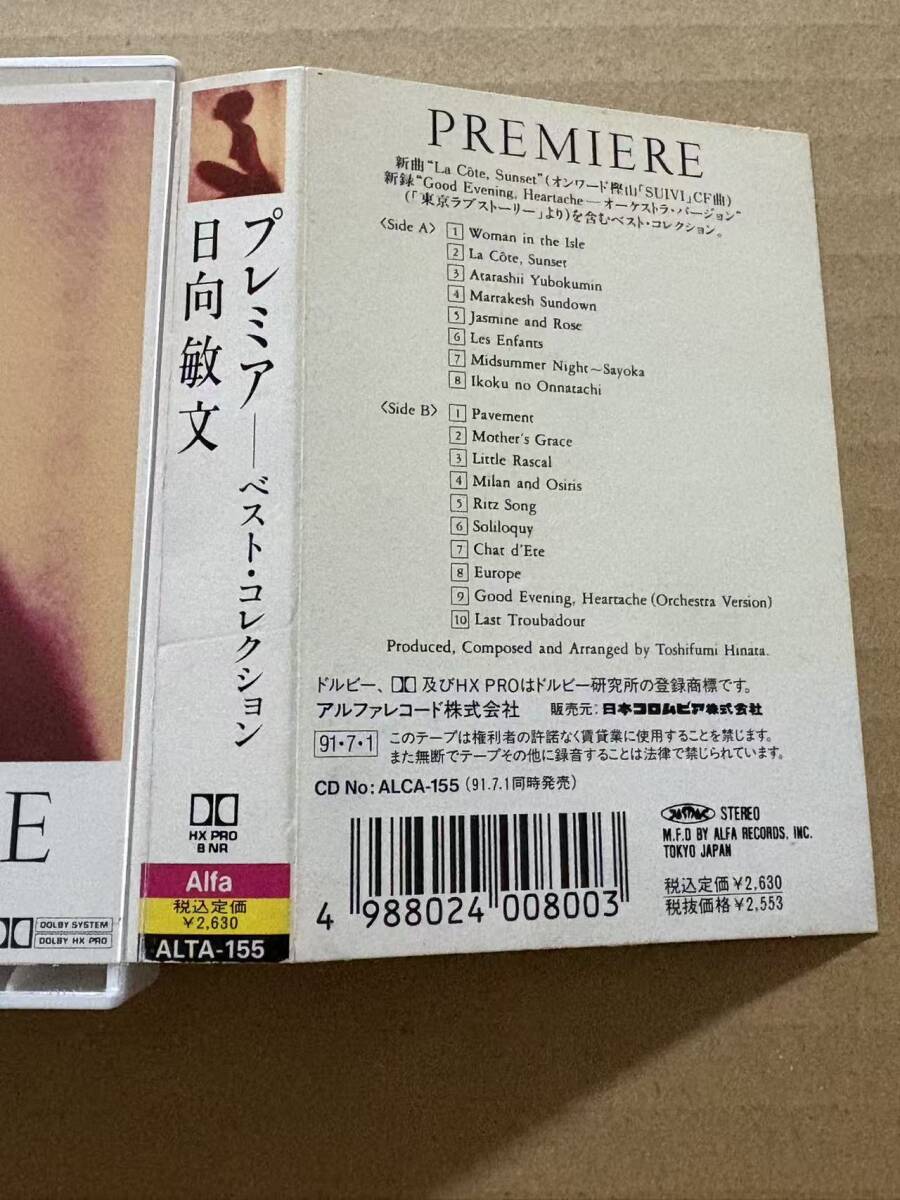 E
DOLBY SYSTEM
DOLBY HX PRO
プレミア──ベスト・コレクション
日向敏文
HX PRO
B NR
Alfa
税込定価
¥2,630
ALTA-155
PREMIERE
新曲“La Côte, Sunset”(オンワード樫山「SUIVI」CF曲)
新録“Good Evening, Heartache—オーケストラ・バージョン”
(「東京ラブストーリー」より)を含むベスト・コレクション。
〈Side A〉 1 Woman in the Isle
2 La Côte, Sunset
3 Atarashii Yubokumin
4 Marrakesh Sundown
5 Jasmine and Rose
6 Les Enfants
7 Midsummer Night～Sayoka
8 Ikoku no Onnatachi
〈Side B〉 1 Pavement
2 Mother's Grace
3 Little Rascal
4 Milan and Osiris
5 Ritz Song
6 Soliloquy
7 Chat d'Ete
8 Europe
9 Good Evening, Heartache (Orchestra Version)
10 Last Troubadour
Produced, Composed and Arranged by Toshifumi Hinata.
ドルビー、 及びHX PROはドルビー研究所の登録商標です。
アルファレコード株式会社 販売元:日本コロムビア株式会社
91・7・1 このテープは権利者の許諾なく賃貸業に使用することを禁じます。
また無断でテープその他に録音することは法律で禁じられています。
CD No: ALCA-155 (91.7.1同時発売)
STEREO
M.F.D BY ALFA RECORDS, INC.
TOKYO JAPAN
税込定価¥2,630
税抜価格¥2,553
4 988024 008003